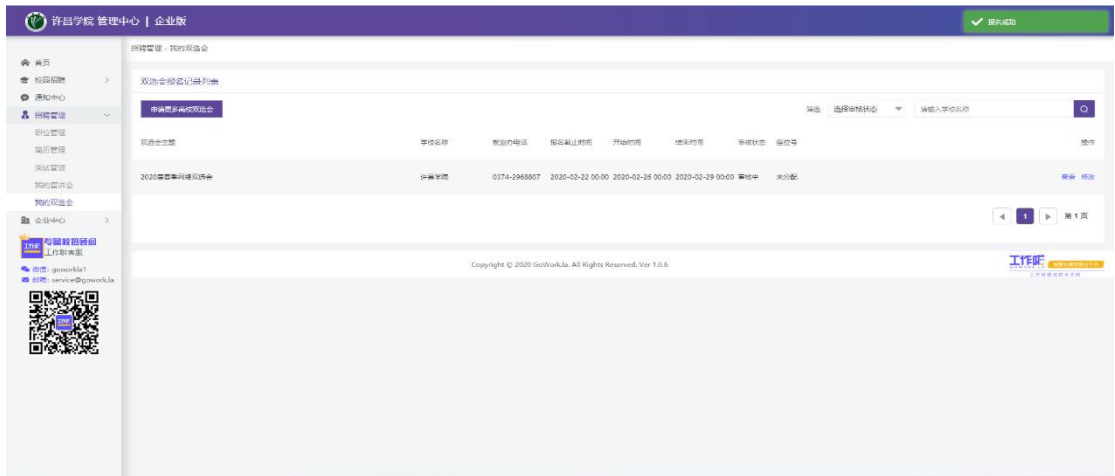 许昌学院 管理中心 | 企业版
报名成功
招聘管理 - 我的双选会
首页
校园招聘
通知中心
招聘管理
职位管理
简历管理
面试管理
我的宣讲会
我的双选会
企业中心
双选会报名记录列表
申请更多高校双选会
筛选 选择审核状态 请输入学校名称
双选会主题 学校名称 就业办电话 报名截止时间 开始时间 结束时间 审核状态 座位号 操作
2020届春季网络双选会 许昌学院 0374-2968807 2020-02-22 00:00 2020-02-26 00:00 2020-02-29 00:00 审核中 未分配 查看 修改
1 第 1 页
专属校招顾问
工作啦客服
微信: goworkla1
邮箱: service@gowork.la
Copyright © 2020 GoWork.la. All Rights Reserved. Ver 1.0.6
工作啦